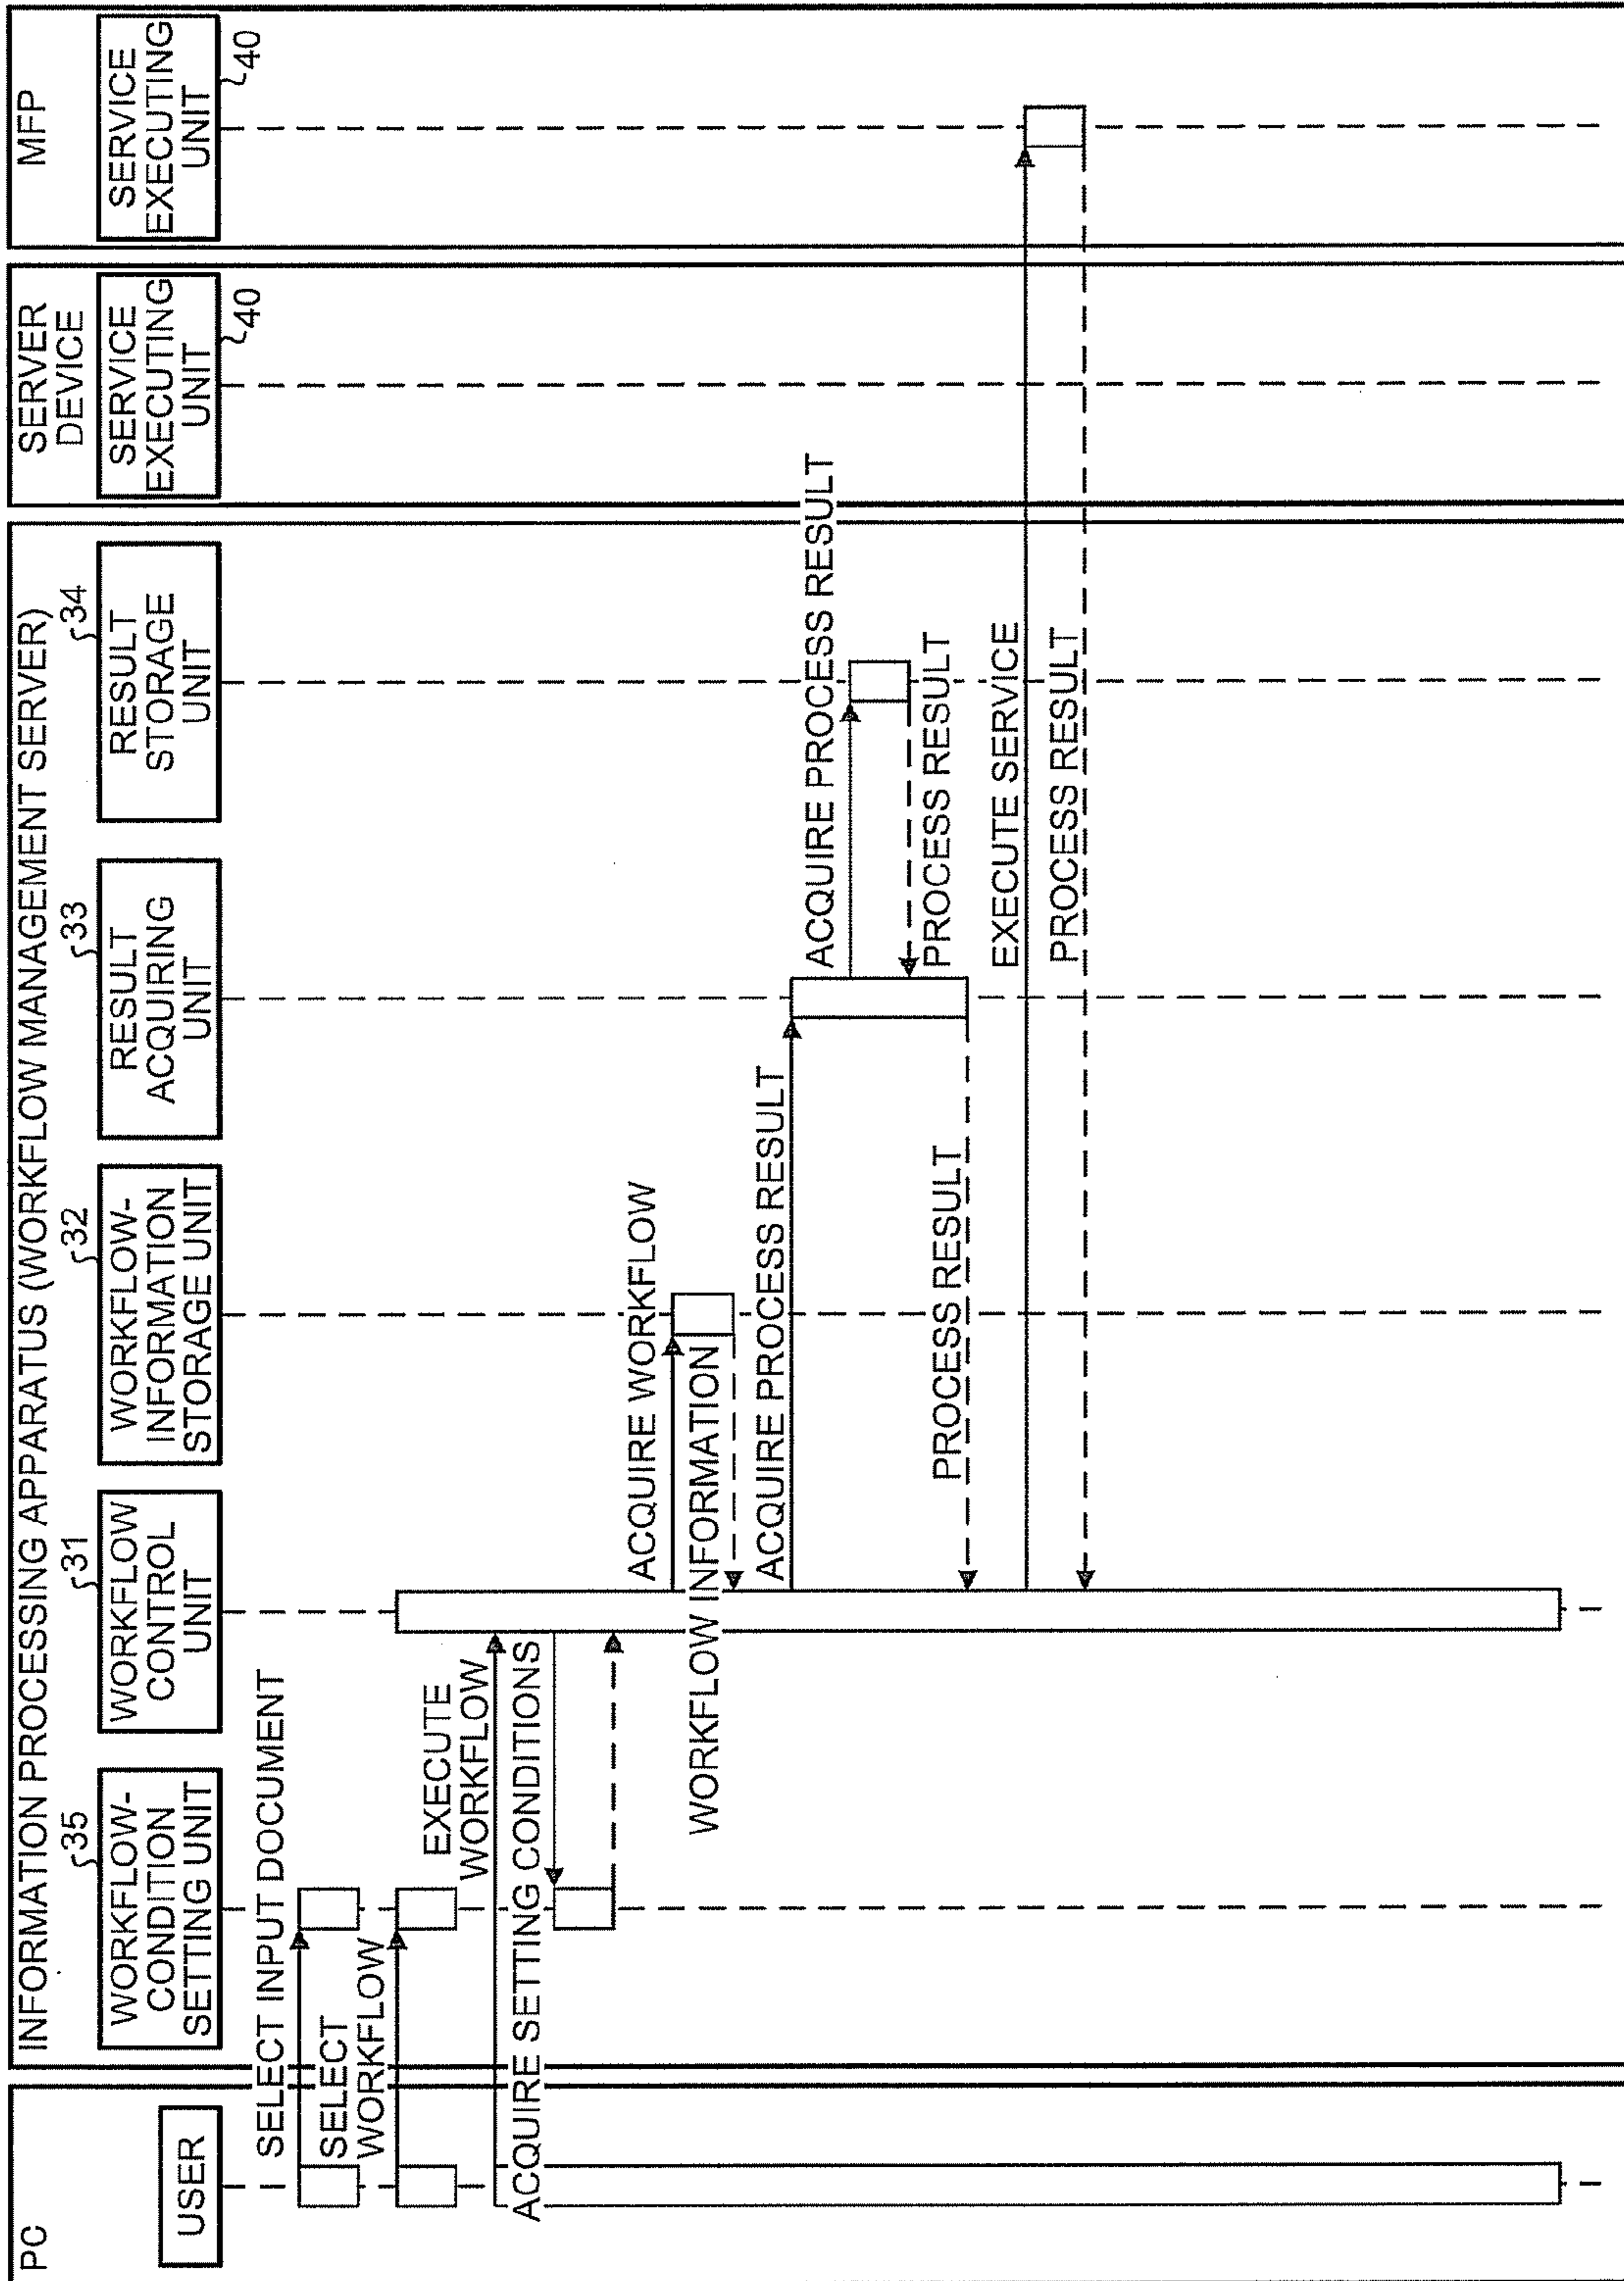 PC
USER
INFORMATION PROCESSING APPARATUS (WORKFLOW MANAGEMENT SERVER)
35
WORKFLOW-
CONDITION
SETTING UNIT
31
WORKFLOW
CONTROL
UNIT
32
WORKFLOW-
INFORMATION
STORAGE UNIT
33
RESULT
ACQUIRING
UNIT
34
RESULT
STORAGE
UNIT
SERVER
DEVICE
SERVICE
EXECUTING
UNIT
40
MFP
SERVICE
EXECUTING
UNIT
40
SELECT INPUT DOCUMENT
SELECT
WORKFLOW
EXECUTE
WORKFLOW
ACQUIRE SETTING CONDITIONS
ACQUIRE WORKFLOW
WORKFLOW INFORMATION
ACQUIRE PROCESS RESULT
ACQUIRE PROCESS RESULT
PROCESS RESULT
PROCESS RESULT
EXECUTE SERVICE
PROCESS RESULT